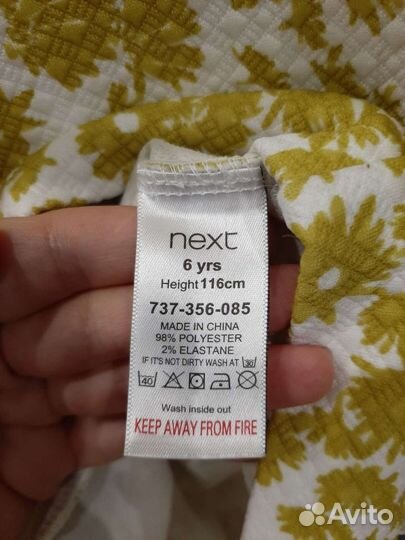 next
6 yrs
Height 116cm
737-356-085
MADE IN CHINA
98% POLYESTER
2% ELASTANE
IF IT'S NOT DIRTY WASH AT 30
40
Wash inside out
KEEP AWAY FROM FIRE
Avito